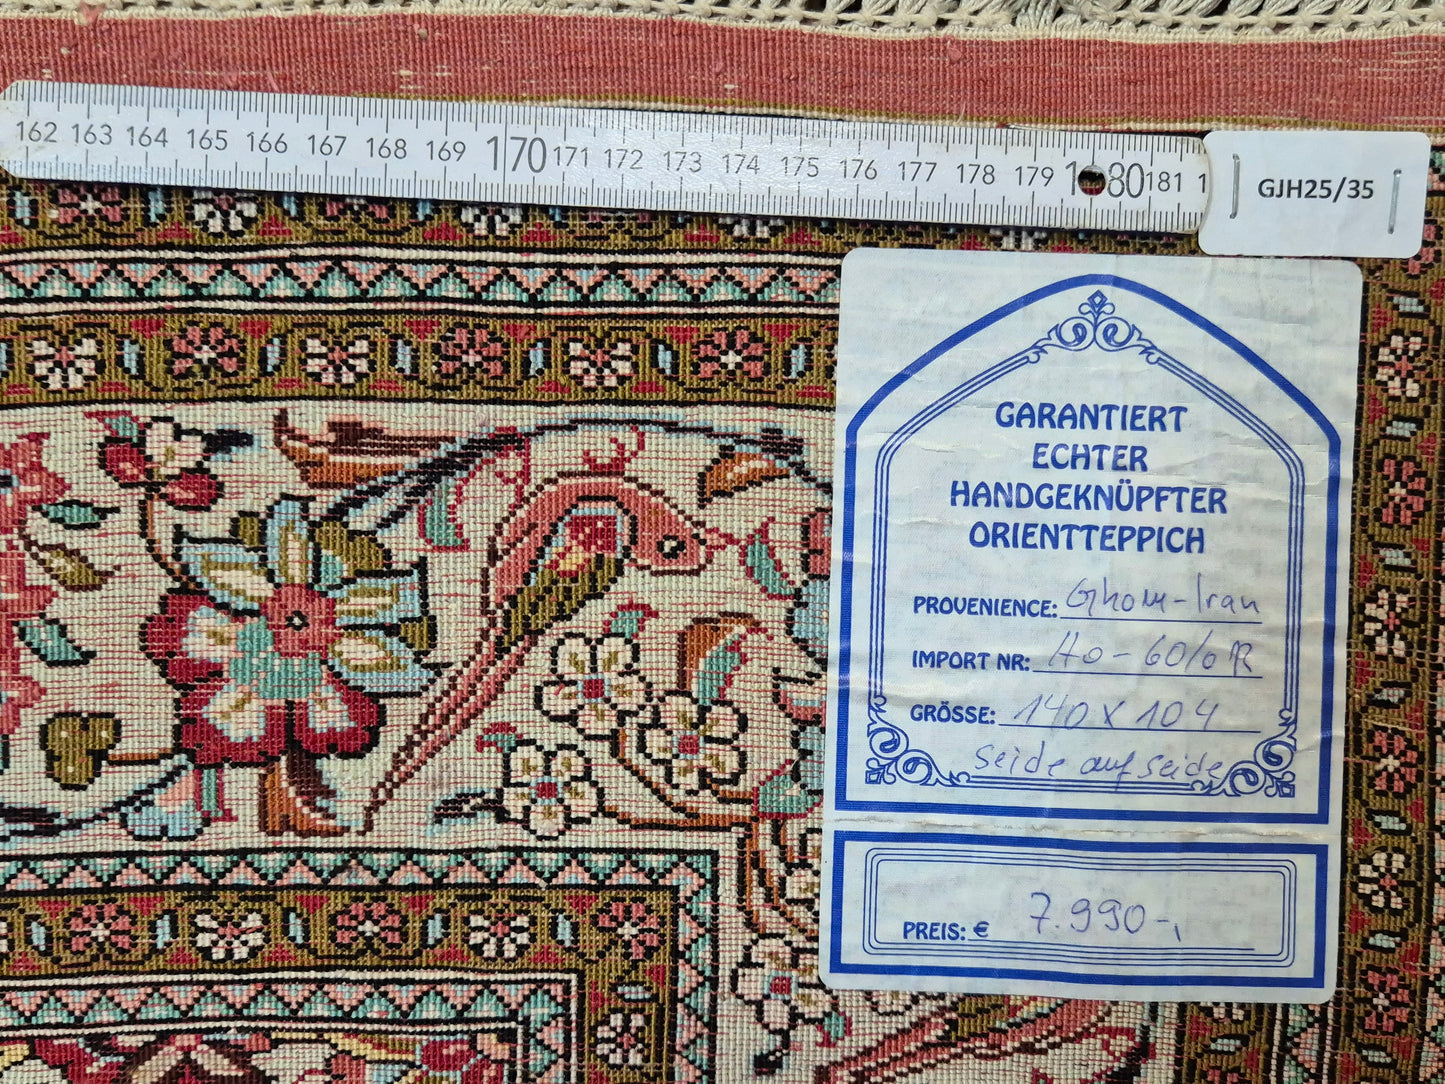 162 163 164 165 166 167 168 169 170 171 172 173 174 175 176 177 178 179 180 181 1
GJH25/35
GARANTIERT
ECHTER
HANDGEKNÜPFTER
ORIENTTEPPICH
PROVENIENCE: Ghom-Iran
IMPORT NR:
GRÖSSE: 140 x 104
Seide auf seide
PREIS: € 7.990-,